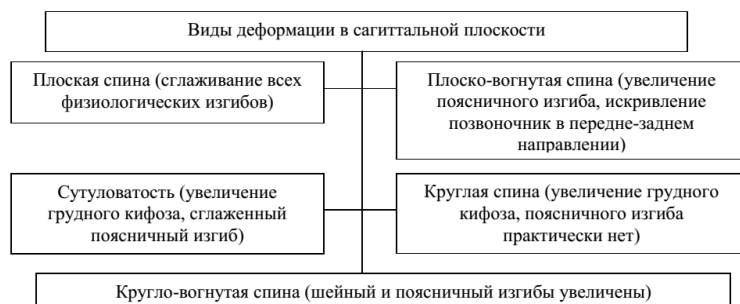 Виды деформации в сагиттальной плоскости
Плоская спина (сглаживание всех
физиологических изгибов)
Плоско-вогнутая спина (увеличение
поясничного изгиба, искривление
позвоночник в передне-заднем
направлении)
Сутуловатость (увеличение
грудного кифоза, сглаженный
поясничный изгиб)
Круглая спина (увеличение грудного
кифоза, поясничного изгиба
практически нет)
Кругло-вогнутая спина (шейный и поясничный изгибы увеличены)